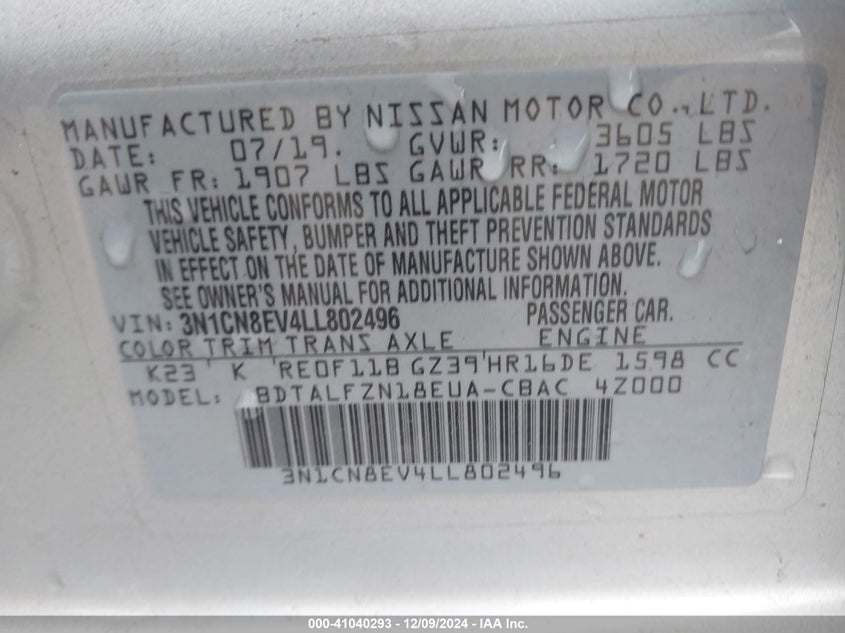 MANUFACTURED BY NISSAN MOTOR CO., LTD.
DATE: 07/19. GVWR: 3605 LBS
GAWR FR: 1907 LBS GAWR RR: 1720 LBS
THIS VEHICLE CONFORMS TO ALL APPLICABLE FEDERAL MOTOR
VEHICLE SAFETY, BUMPER AND THEFT PREVENTION STANDARDS
IN EFFECT ON THE DATE OF MANUFACTURE SHOWN ABOVE.
SEE OWNER'S MANUAL FOR ADDITIONAL INFORMATION.
VIN: 3N1CN8EV4LL802496 PASSENGER CAR.
COLOR TRIM TRANS AXLE ENGINE
K23 K RE0F11B GZ39 HR16DE 1598 CC
MODEL: BDTALFZN18EUA-CBAC 4Z000
3N1CN8EV4LL802496
000-41040293 - 12/09/2024 - IAA Inc.